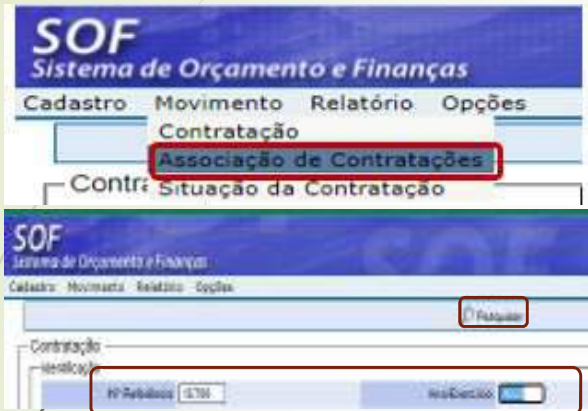 SOF
Sistema de Orçamento e Finanças
Cadastro Movimento Relatório Opções
Contratação
Associação de Contratações
Contra
Situação da Contratação
SOF
Sistema de Orçamento e Finanças
Cadastro Movimento Relatório Opções
Pesquisar
Contratação
Identificação
Nº
Ano/Exercício